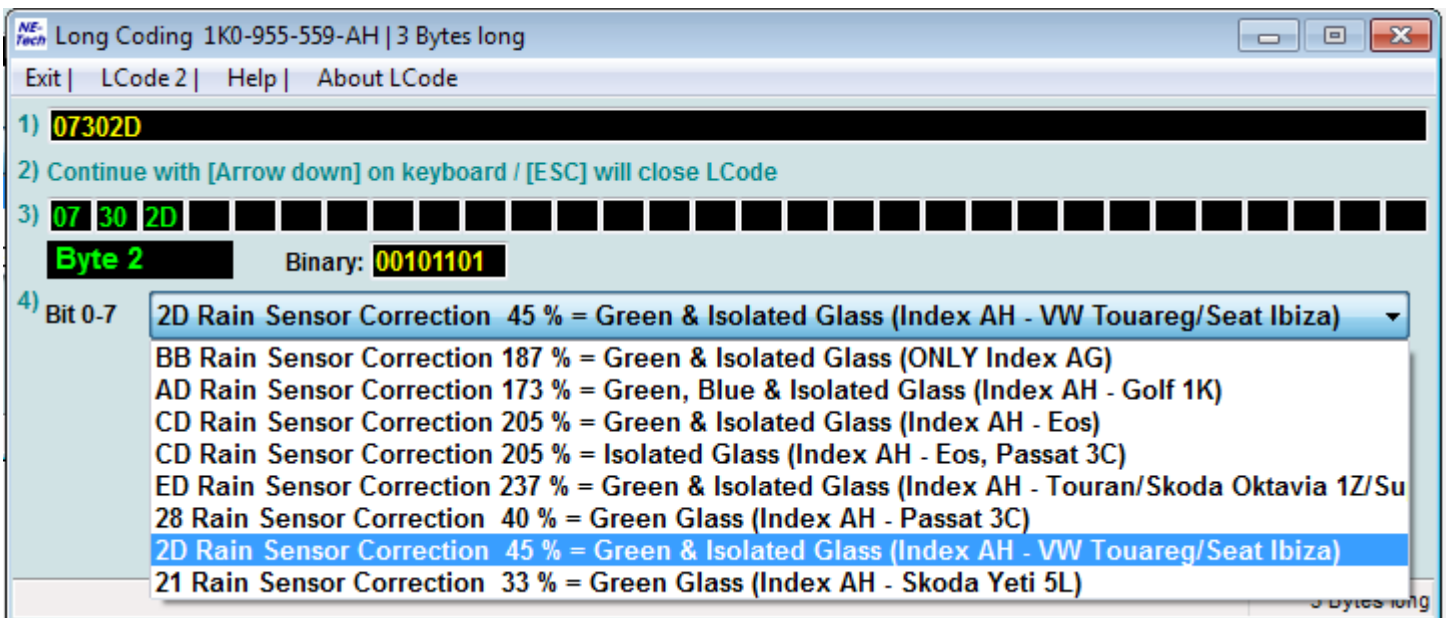 NE-Tech Long Coding 1K0-955-559-AH | 3 Bytes long
Exit | LCode 2 | Help | About LCode
1) 07302D
2) Continue with [Arrow down] on keyboard / [ESC] will close LCode
3) 07 30 2D
Byte 2 Binary: 00101101
4) Bit 0-7 2D Rain Sensor Correction 45 % = Green & Isolated Glass (Index AH - VW Touareg/Seat Ibiza)
BB Rain Sensor Correction 187 % = Green & Isolated Glass (ONLY Index AG)
AD Rain Sensor Correction 173 % = Green, Blue & Isolated Glass (Index AH - Golf 1K)
CD Rain Sensor Correction 205 % = Green & Isolated Glass (Index AH - Eos)
CD Rain Sensor Correction 205 % = Isolated Glass (Index AH - Eos, Passat 3C)
ED Rain Sensor Correction 237 % = Green & Isolated Glass (Index AH - Touran/Skoda Oktavia 1Z/Su
28 Rain Sensor Correction 40 % = Green Glass (Index AH - Passat 3C)
2D Rain Sensor Correction 45 % = Green & Isolated Glass (Index AH - VW Touareg/Seat Ibiza)
21 Rain Sensor Correction 33 % = Green Glass (Index AH - Skoda Yeti 5L)
3 Bytes long